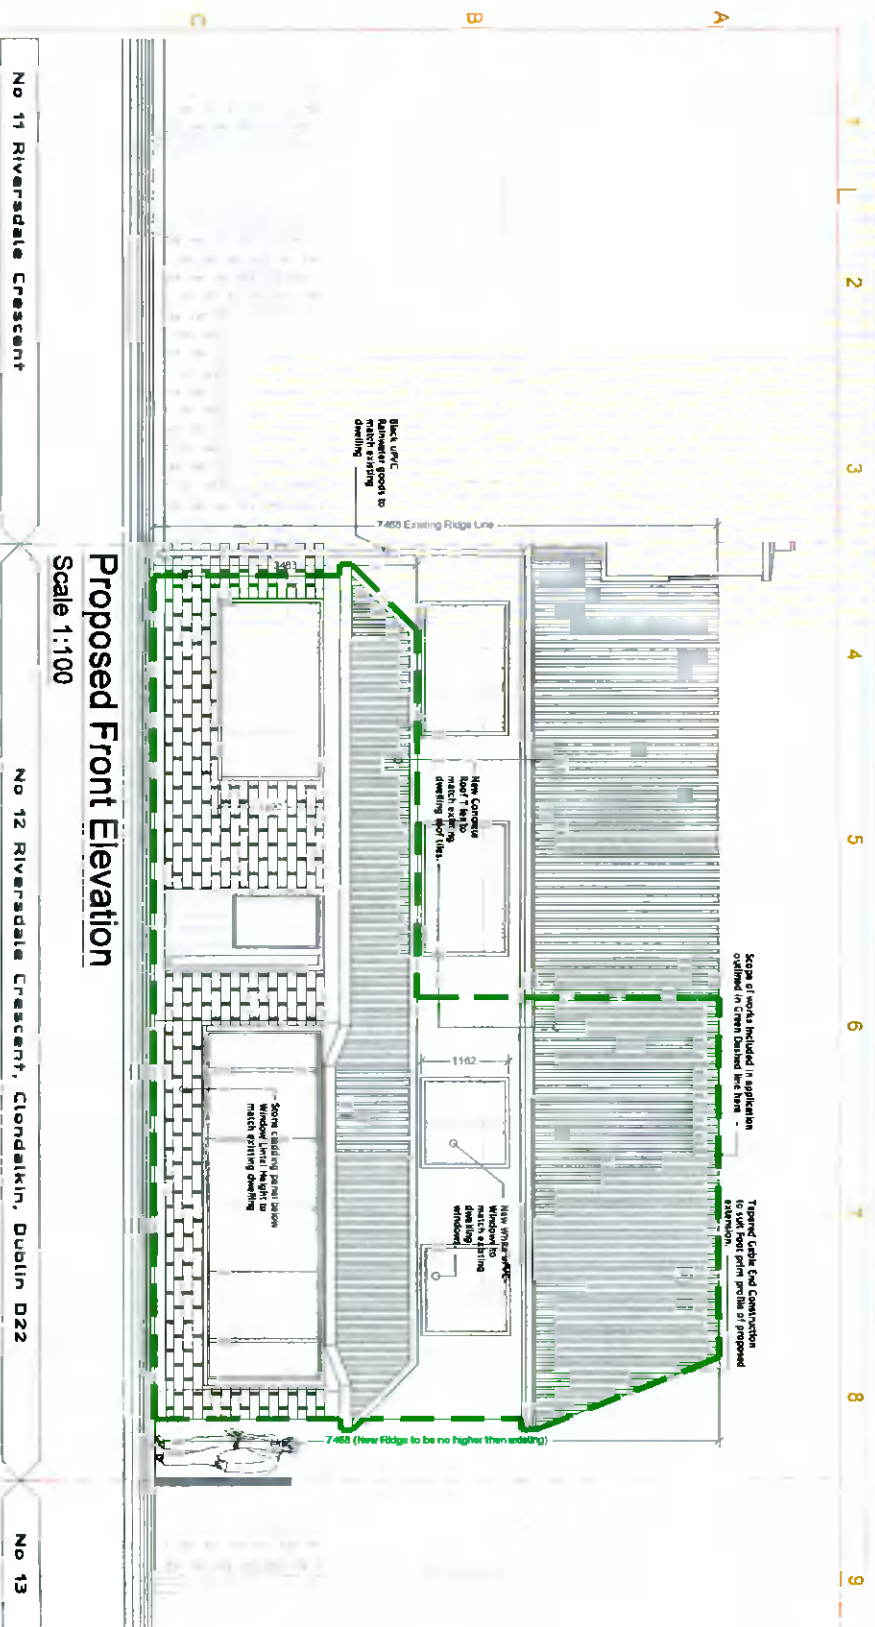 A
B
C
1
2
3
4
5
6
7
8
9
Scope of works included in application
outlined in Green Dashed line here
Tapered Gable End Construction
to suit Foot print profile of proposed
extension.
7468 Existing Ridge Line
Black uPVC
Rainwater goods to
match existing
dwelling
3483
New Concrete
Roof Tiles to
match existing
dwelling roof tiles.
1162
New White uPVC
Windows to
match existing
dwelling
windows.
Stone cladding panel below
Window Lintel Height to
match existing dwelling
7468 (New Ridge to be no higher then existing)
Proposed Front Elevation
Scale 1:100
No 11 Riversdale Crescent
No 12 Riversdale Crescent, Clondalkin, Dublin D22
No 13